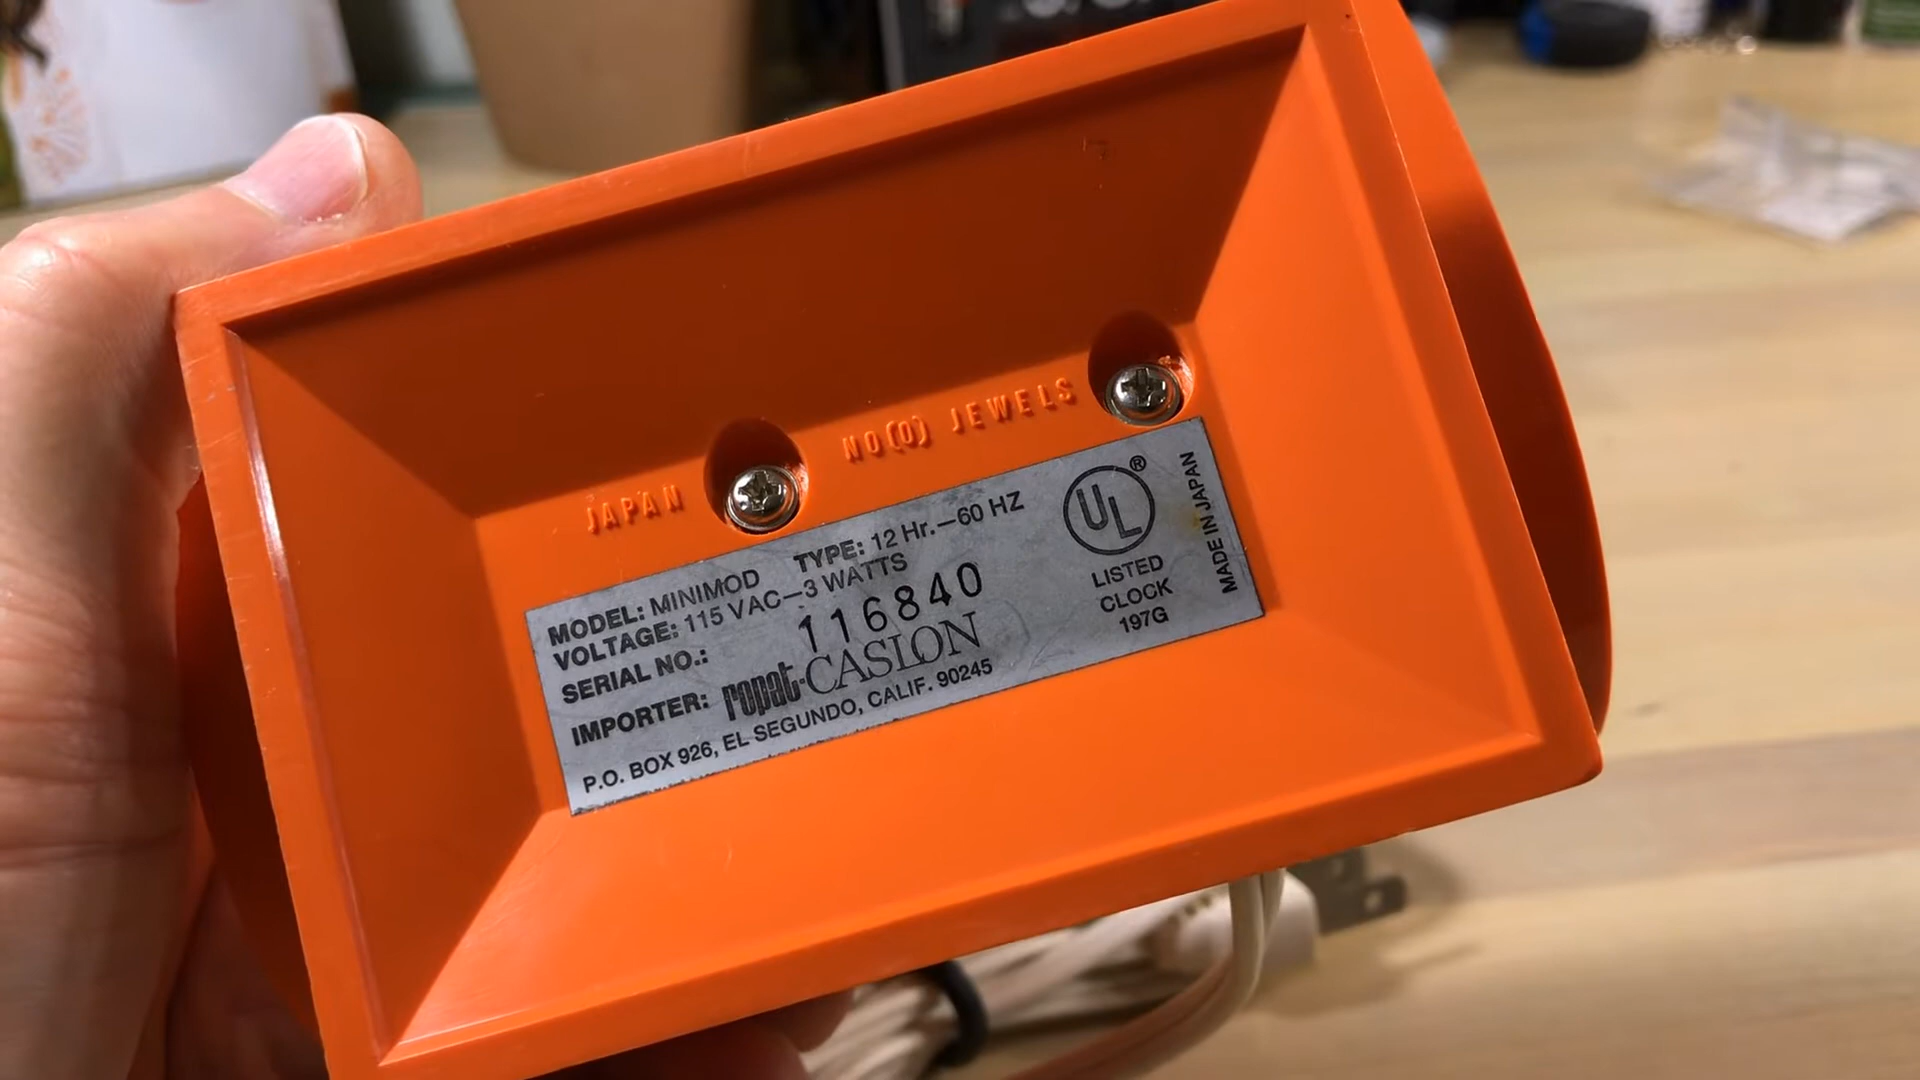 JAPAN
NO(0) JEWELS
MODEL: MINIMOD TYPE: 12 Hr.–60 HZ
VOLTAGE: 115 VAC–3 WATTS
SERIAL NO.: 116840
IMPORTER: ropat-CASLON
P.O. BOX 926, EL SEGUNDO, CALIF. 90245
UL®
LISTED
CLOCK
197G
MADE IN JAPAN